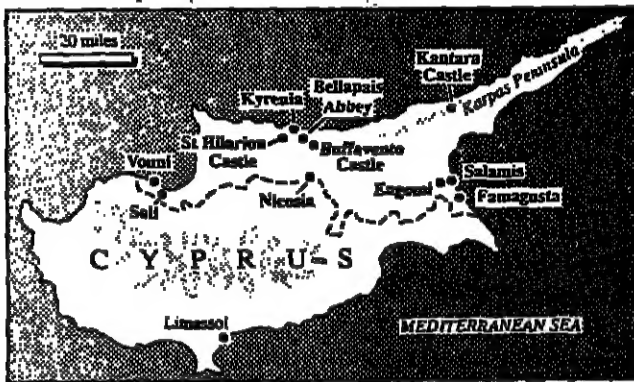 20 miles
Kantara
Castle
Karpas Peninsula
Bellapais
Abbey
Kyrenia
St Hilarion
Castle
Buffavento
Castle
Vouni
Soli
Nicosia
Salamis
Engomi
Famagusta
CYPRUS
Limassol
MEDITERRANEAN SEA